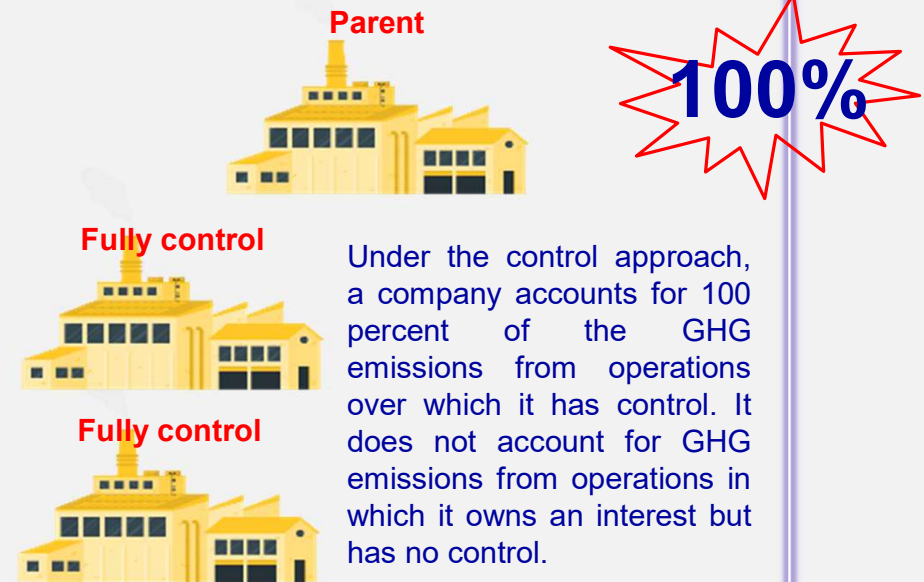 Parent
100%
Fully control
Under the control approach,
a company accounts for 100
percent of the GHG
emissions from operations
over which it has control. It
does not account for GHG
emissions from operations in
which it owns an interest but
has no control.
Fully control